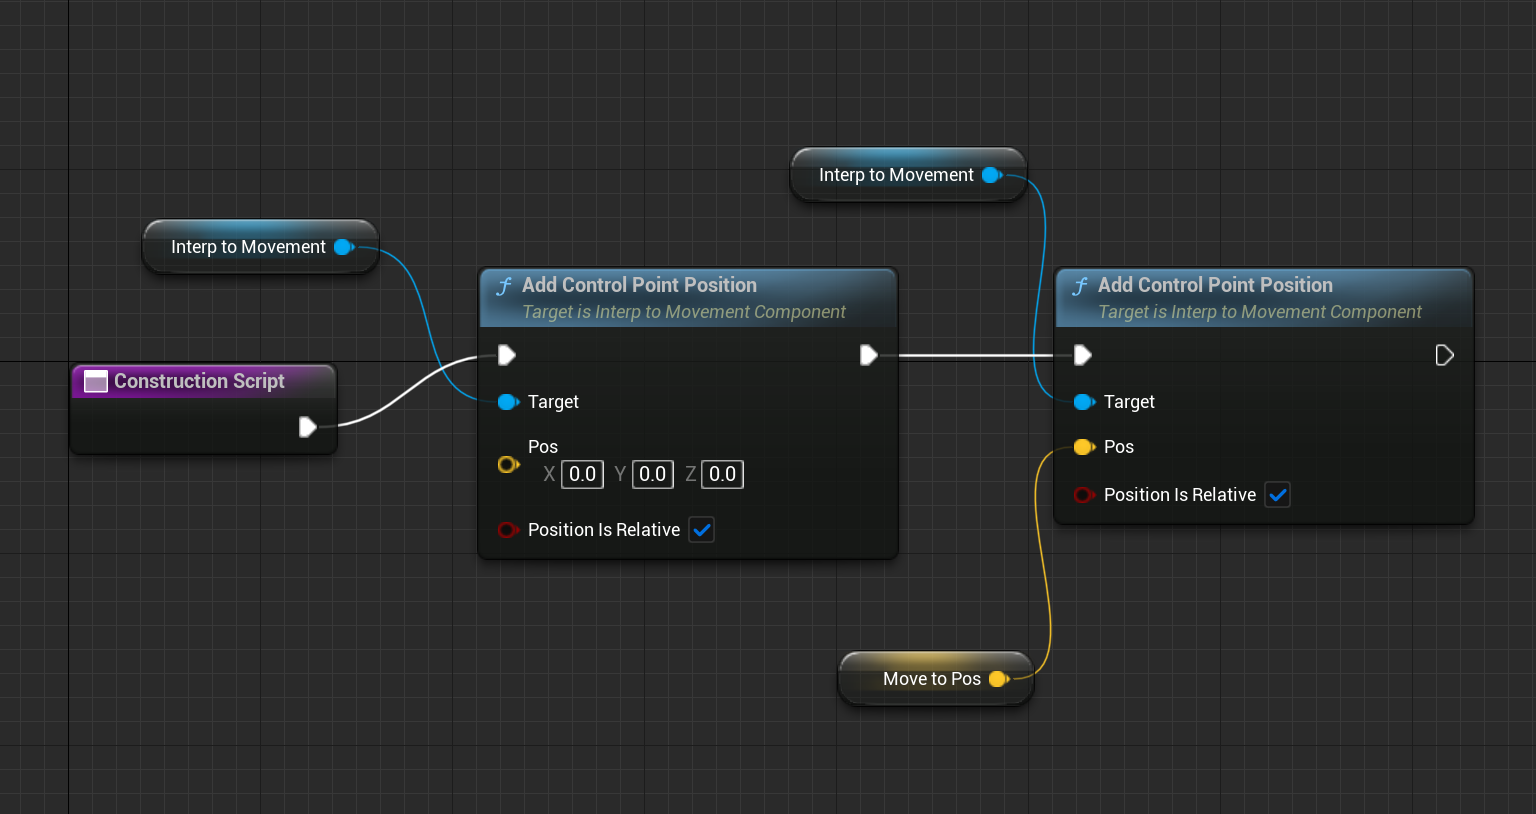 Interp to Movement
Interp to Movement
Construction Script
Add Control Point Position
Target is Interp to Movement Component
Target
Pos
X 0.0 Y 0.0 Z 0.0
Position Is Relative
Add Control Point Position
Target is Interp to Movement Component
Target
Pos
Position Is Relative
Move to Pos